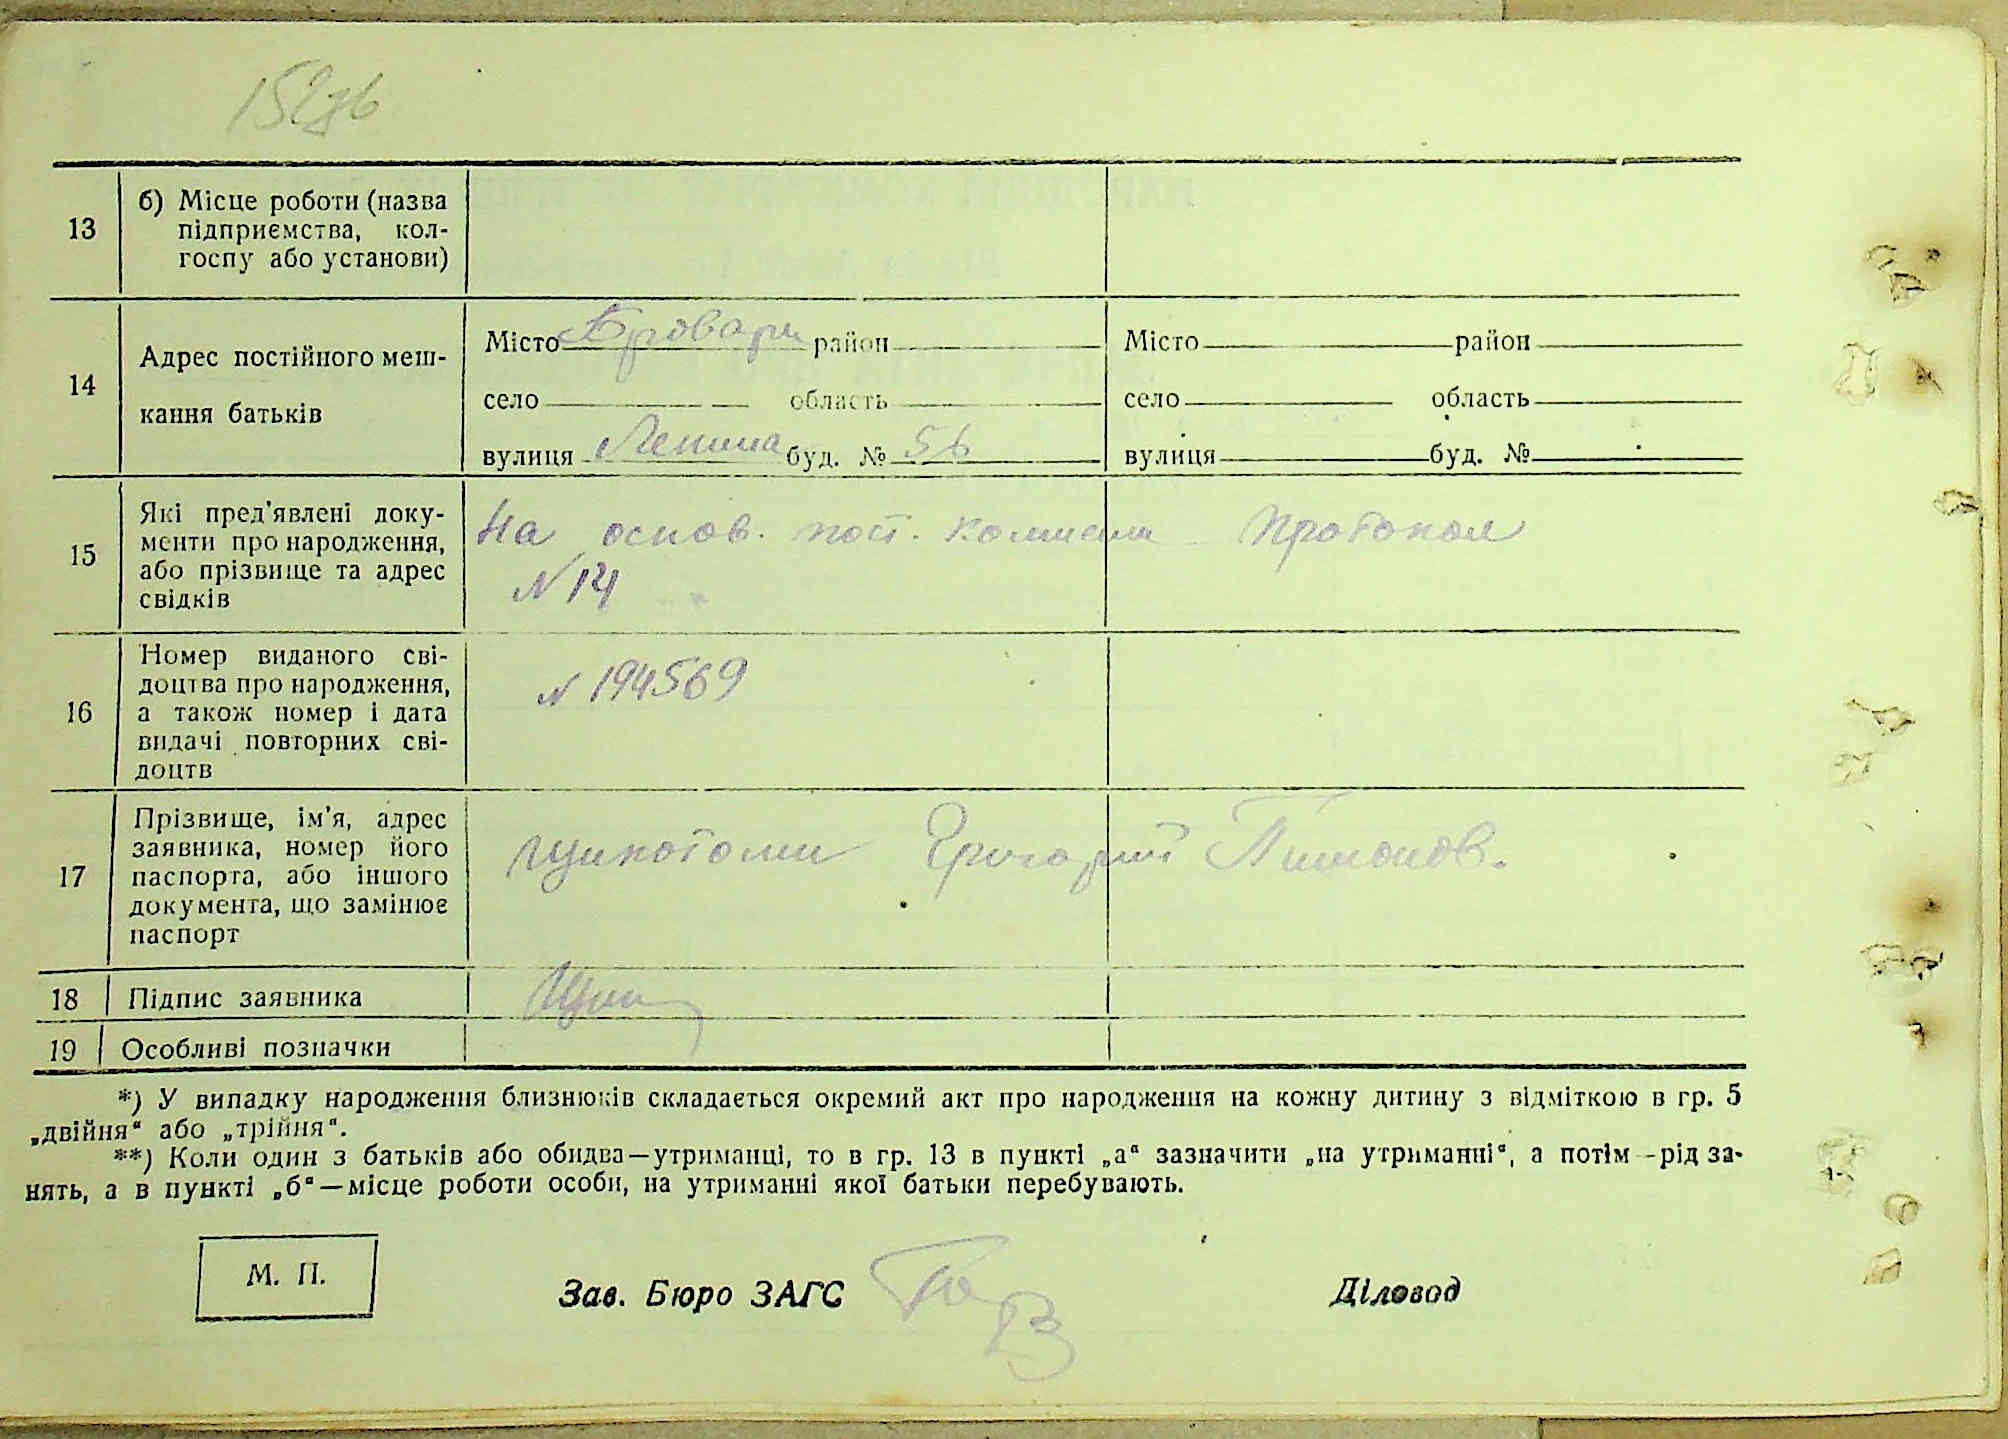 152зв
13
б) Місце роботи (назва
підприємства, кол-
госпу або установи)
14
Адрес постійного меш-
кання батьків
Місто Бровари район
село область
вулиця Ленина буд. № 56
Місто район
село область
вулиця буд. №
15
Які пред'явлені доку-
менти про народження,
або прізвище та адрес
свідків
На основ. пост. комисии Протокол
N 14
16
Номер виданого сві-
доцтва про народження,
а також номер і дата
видачі повторних сві-
доцтв
N 194569
17
Прізвище, ім'я, адрес
заявника, номер його
паспорта, або іншого
документа, що замінює
паспорт
Григорий Тимонов.
18 Підпис заявника
19 Особливі позначки
*) У випадку народження близнюків складається окремий акт про народження на кожну дитину з відміткою в гр. 5
„двійня“ або „трійня“.
**) Коли один з батьків або обидва—утриманці, то в гр. 13 в пункті „а“ зазначити „на утриманні“, а потім—рід за-
нять, а в пункті „б“—місце роботи особи, на утриманні якої батьки перебувають.
М. П.
Зав. Бюро ЗАГС
Діловод